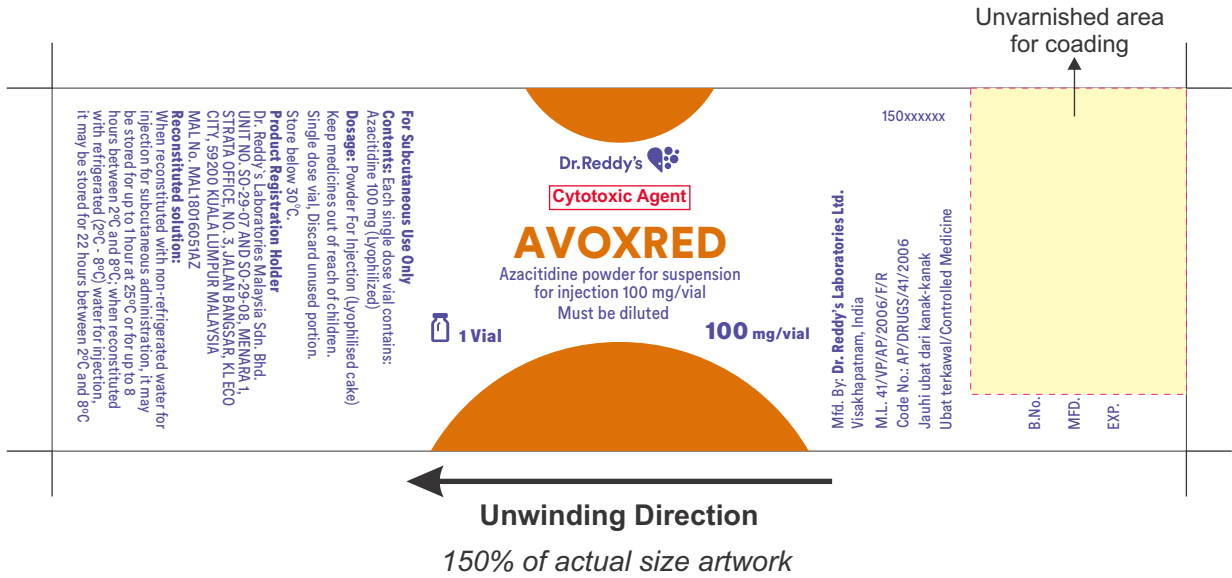 Unvarnished area
for coading
For Subcutaneous Use Only
Contents: Each single dose vial contains:
Azacitidine 100 mg (Lyophilized)
Dosage: Powder For Injection (Lyophilised cake)
Keep medicines out of reach of children.
Single dose vial, Discard unused portion.
Store below 30°C.
Product Registration Holder
Dr. Reddy's Laboratories Malaysia Sdn. Bhd.
UNIT NO. SO-29-07 AND SO-29-08, MENARA 1,
STRATA OFFICE, NO. 3, JALAN BANGSAR, KL ECO
CITY, 59200 KUALA LUMPUR MALAYSIA
MAL No. MAL18016051AZ
Reconstituted solution:
When reconstituted with non-refrigerated water for
injection for subcutaneous administration, it may
be stored for up to 1 hour at 25ºC or for up to 8
hours between 2ºC and 8ºC; when reconstituted
with refrigerated (2ºC - 8ºC) water for injection,
it may be stored for 22 hours between 2ºC and 8ºC
Dr.Reddy's
Cytotoxic Agent
AVOXRED
Azacitidine powder for suspension
for injection 100 mg/vial
Must be diluted
1 Vial
100 mg/vial
150xxxxxx
Mfd. By: Dr. Reddy's Laboratories Ltd.
Visakhapatnam, India
M.L. 41/VP/AP/2006/F/R
Code No.: AP/DRUGS/41/2006
Jauhi ubat dari kanak-kanak
Ubat terkawal/Controlled Medicine
B.No.
MFD.
EXP.
Unwinding Direction
150% of actual size artwork